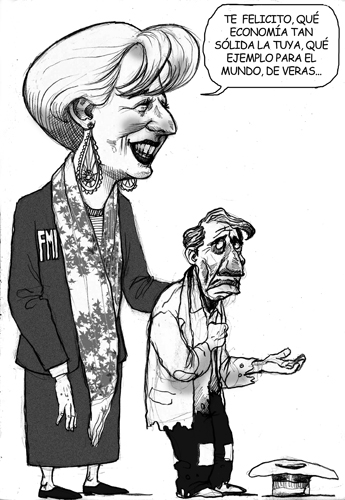 TE FELICITO, QUÉ
ECONOMÍA TAN
SÓLIDA LA TUYA, QUÉ
EJEMPLO PARA EL
MUNDO, DE VERAS...
FMI